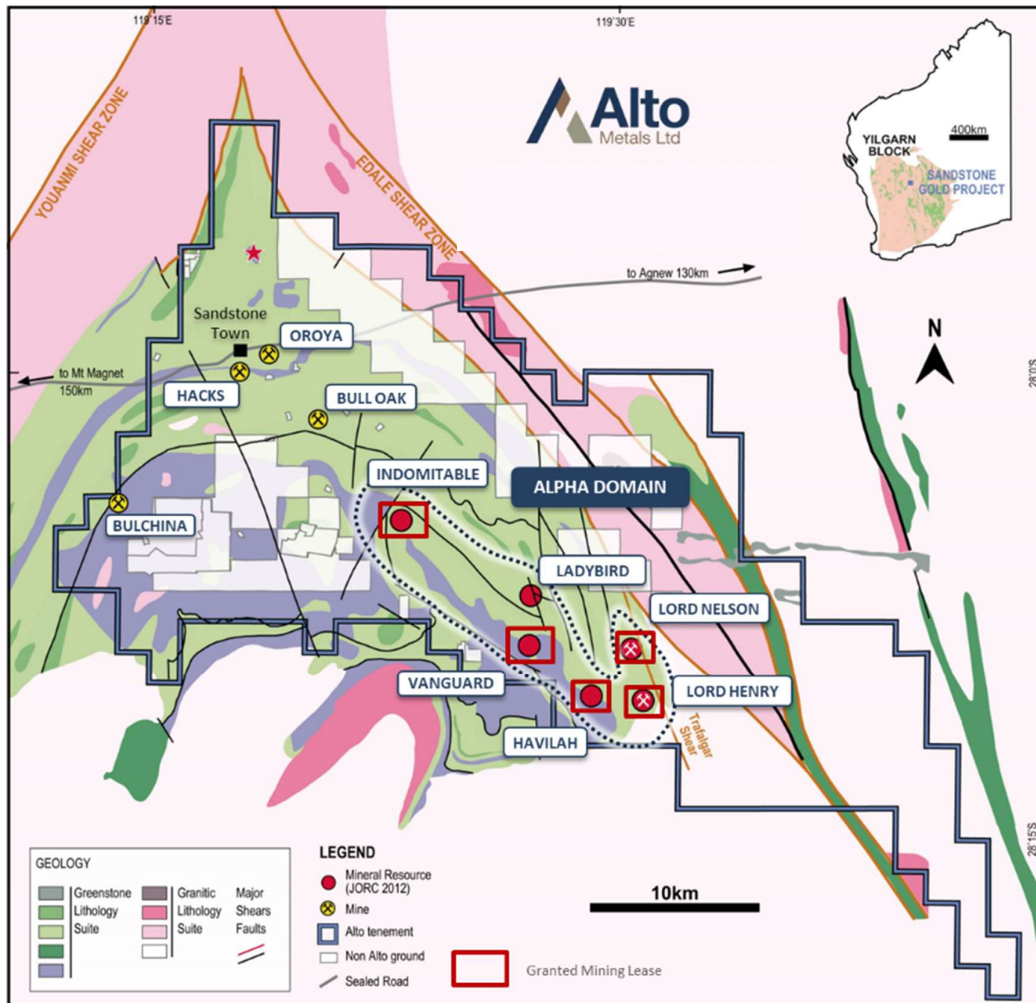 119°15'E
119°30'E
Alto
Metals Ltd
400km
YILGARN
BLOCK
SANDSTONE
GOLD PROJECT
YOUANMI SHEAR ZONE
EDALE SHEAR ZONE
to Agnew 130km
N
Sandstone
Town
OROYA
to Mt Magnet
150km
28°0'S
HACKS
BULL OAK
INDOMITABLE
ALPHA DOMAIN
BULCHINA
LADYBIRD
LORD NELSON
VANGUARD
LORD HENRY
HAVILAH
Trafalgar
Shear
28°15'S
GEOLOGY
Greenstone
Lithology
Suite
Granitic
Lithology
Suite
Major
Shears
Faults
LEGEND
Mineral Resource
(JORC 2012)
Mine
Alto tenement
Non Alto ground
Sealed Road
10km
Granted Mining Lease